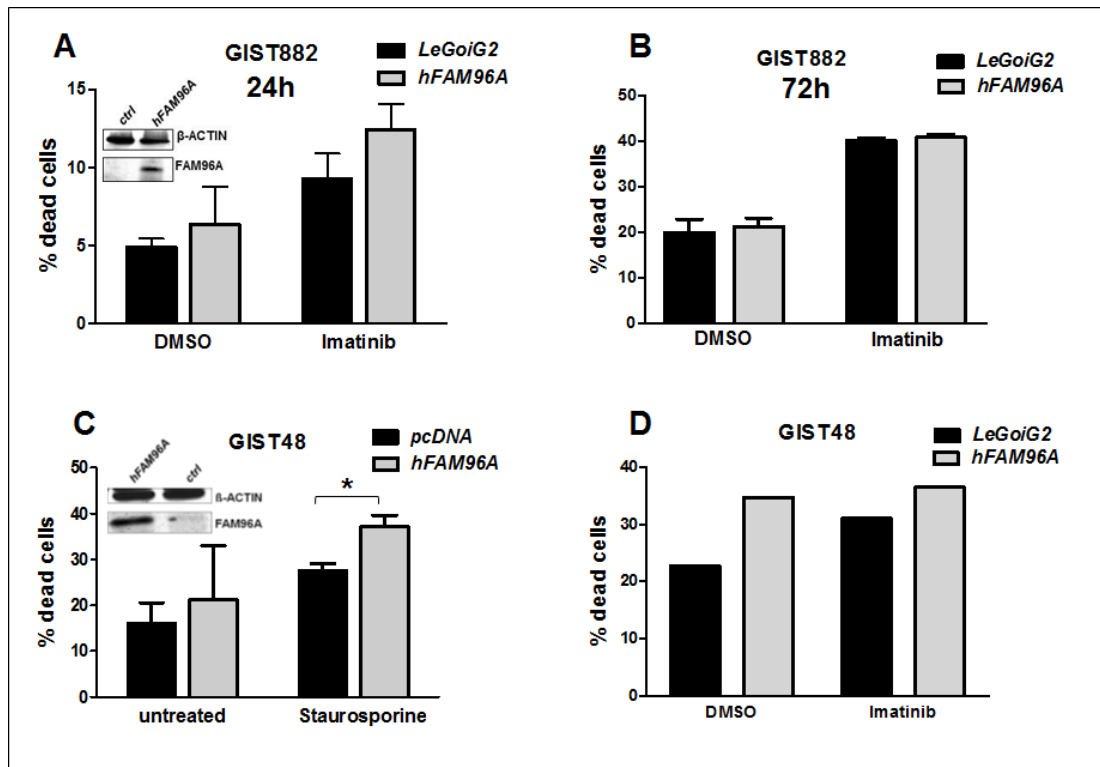 A
GIST882
24h
LeGoiG2
hFAM96A
ctrl
hFAM96A
β-ACTIN
FAM96A
% dead cells
15
10
5
0
DMSO
Imatinib
B
GIST882
72h
LeGoiG2
hFAM96A
% dead cells
50
40
30
20
10
0
DMSO
Imatinib
C
GIST48
pcDNA
hFAM96A
hFAM96A
ctrl
ß-ACTIN
FAM96A
*
% dead cells
50
40
30
20
10
0
untreated
Staurosporine
D
GIST48
LeGoiG2
hFAM96A
% dead cells
40
30
20
10
0
DMSO
Imatinib